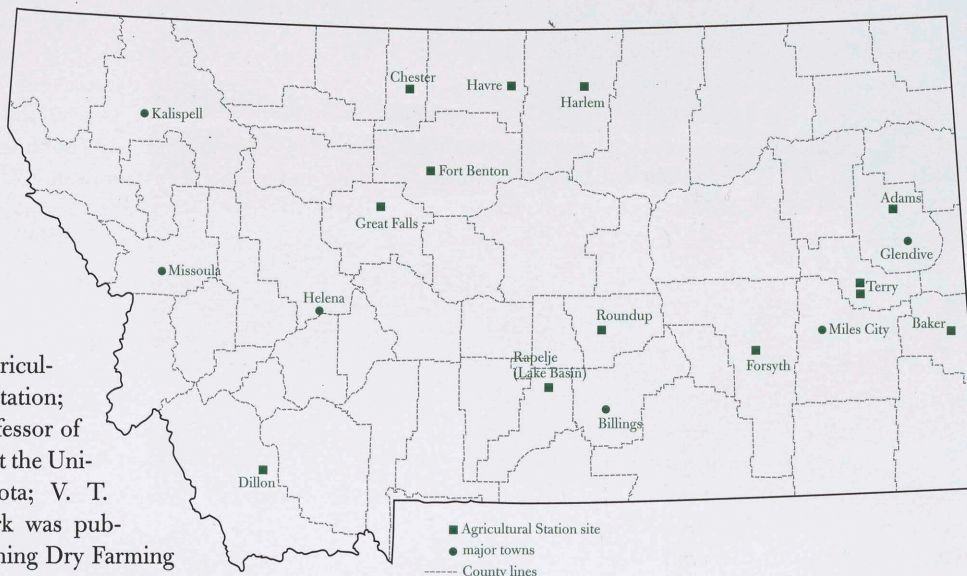 Chester
Havre
Harlem
Kalispell
Fort Benton
Great Falls
Adams
Glendive
Missoula
Helena
Terry
Roundup
Miles City
Baker
Rapelje
(Lake Basin)
Forsyth
Billings
Dillon
ricul-
tation;
fessor of
t the Uni-
ota; V. T.
rk was pub-
ning Dry Farming
Agricultural Station site
major towns
County lines